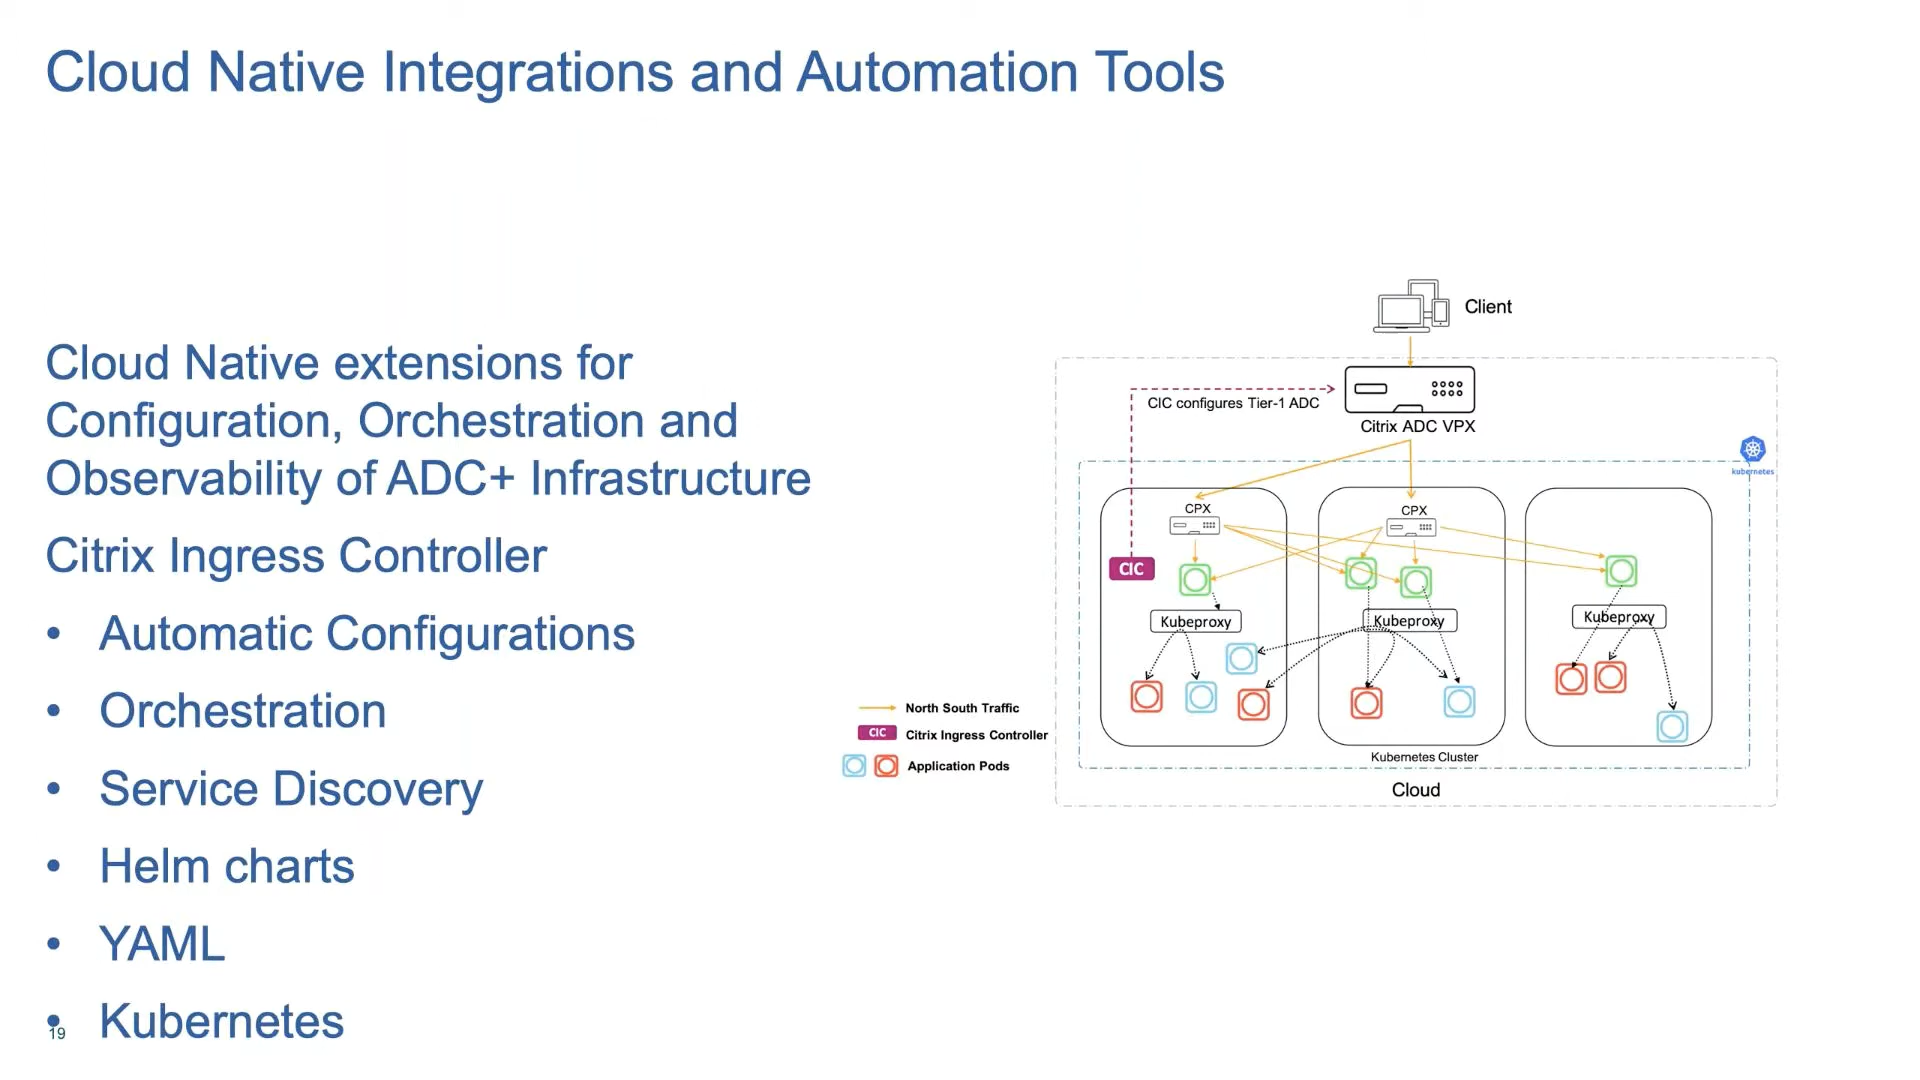 Cloud Native Integrations and Automation Tools
Cloud Native extensions for
Configuration, Orchestration and
Observability of ADC+ Infrastructure
Citrix Ingress Controller
• Automatic Configurations
• Orchestration
• Service Discovery
• Helm charts
• YAML
• Kubernetes
19
Client
CIC configures Tier-1 ADC
Citrix ADC VPX
kubernetes
CPX
CPX
CIC
Kubeproxy
Kubeproxy
Kubeproxy
North South Traffic
CIC Citrix Ingress Controller
Application Pods
Kubernetes Cluster
Cloud